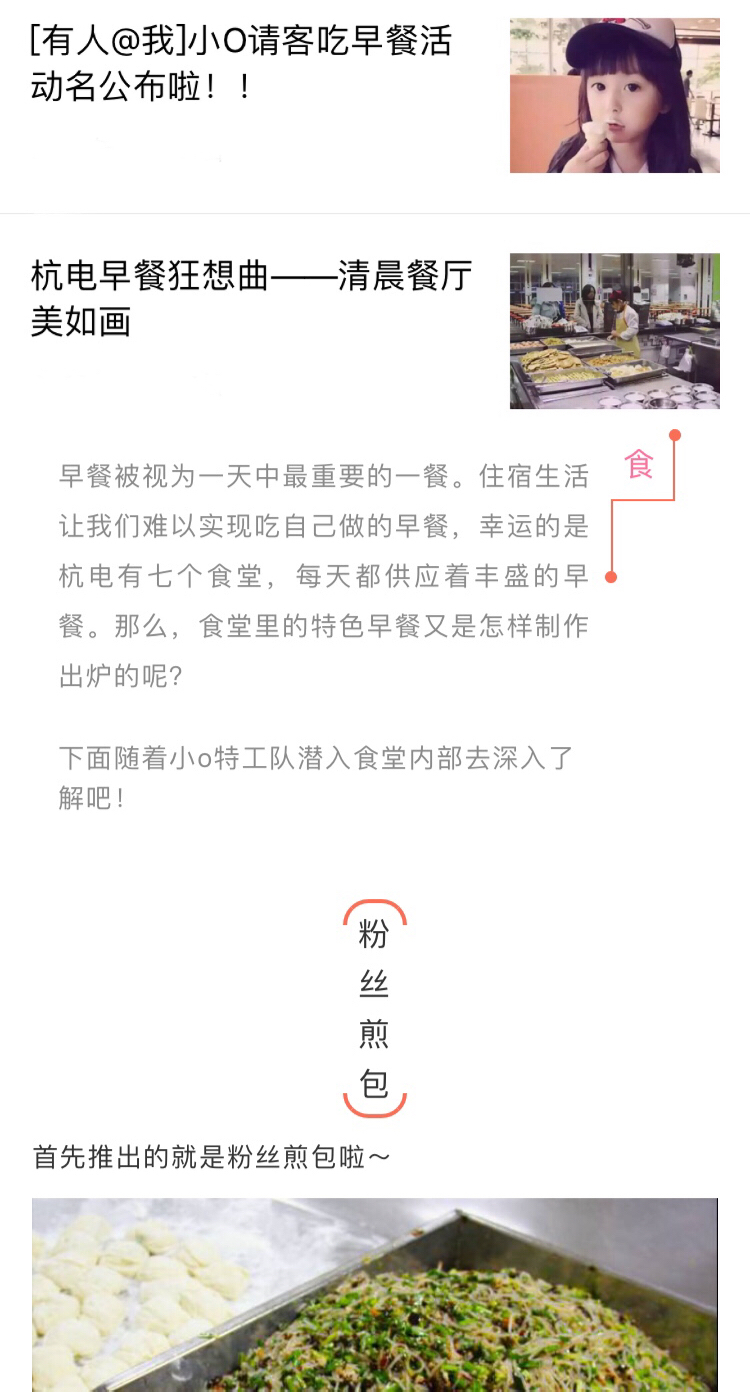 [有人@我]小O请客吃早餐活
动名公布啦！！
杭电早餐狂想曲——清晨餐厅
美如画
食
早餐被视为一天中最重要的一餐。住宿生活
让我们难以实现吃自己做的早餐，幸运的是
杭电有七个食堂，每天都供应着丰盛的早
餐。那么，食堂里的特色早餐又是怎样制作
出炉的呢?
下面随着小o特工队潜入食堂内部去深入了
解吧！
粉
丝
煎
包
首先推出的就是粉丝煎包啦～